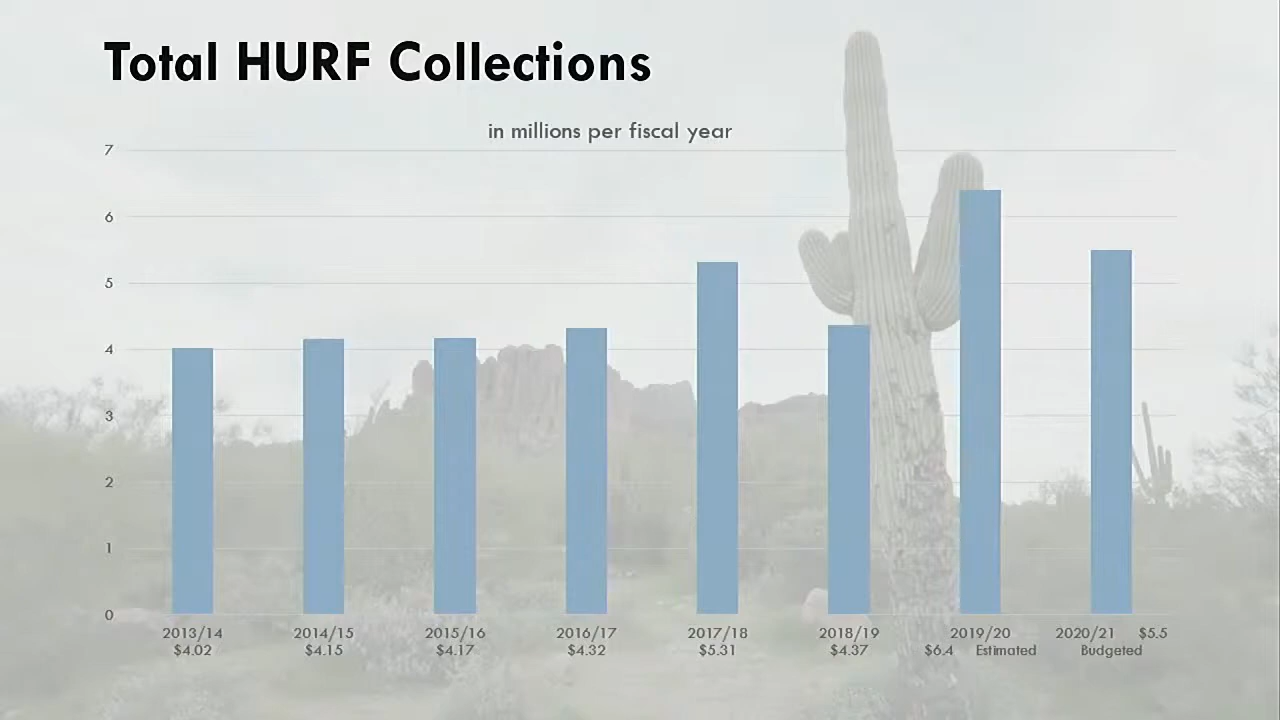 Total HURF Collections
in millions per fiscal year
7
6
5
4
3
2
1
0
2013/14 2014/15 2015/16 2016/17 2017/18 2018/19 2019/20 2020/21 $5.5
$4.02 $4.15 $4.17 $4.32 $5.31 $4.37 $6.4 Estimated Budgeted